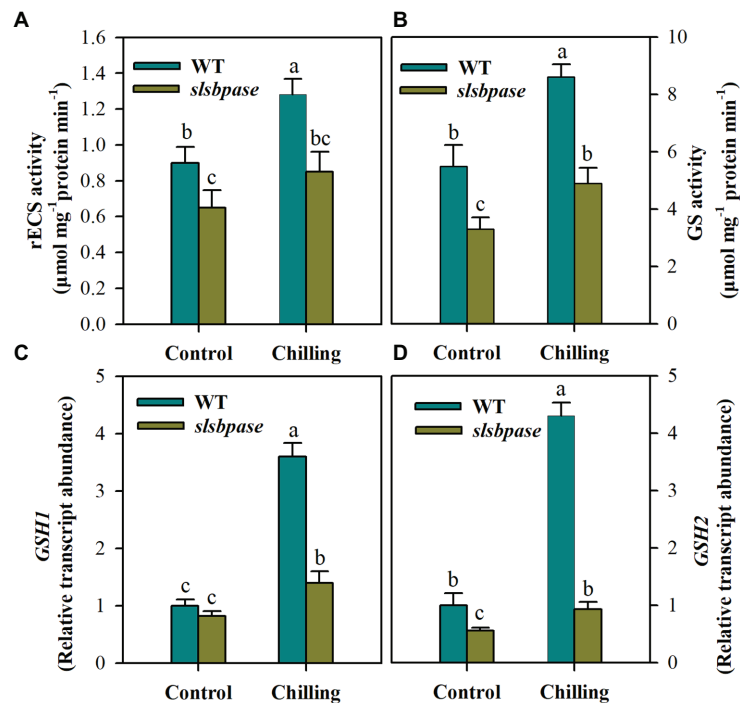 A
rECS activity
(µmol mg⁻¹protein min⁻¹)
1.6
1.4
1.2
1.0
0.8
0.6
0.4
0.2
0.0
WT
slsbpase
b
c
a
bc
Control
Chilling
B
WT
slsbpase
b
c
a
b
Control
Chilling
10
8
6
4
2
0
GS activity
(µmol mg⁻¹ protein min⁻¹)
C
GSH1
(Relative transcript abundance)
5
4
3
2
1
0
WT
slsbpase
c
c
a
b
Control
Chilling
D
WT
slsbpase
b
c
a
b
Control
Chilling
5
4
3
2
1
0
GSH2
(Relative transcript abundance)